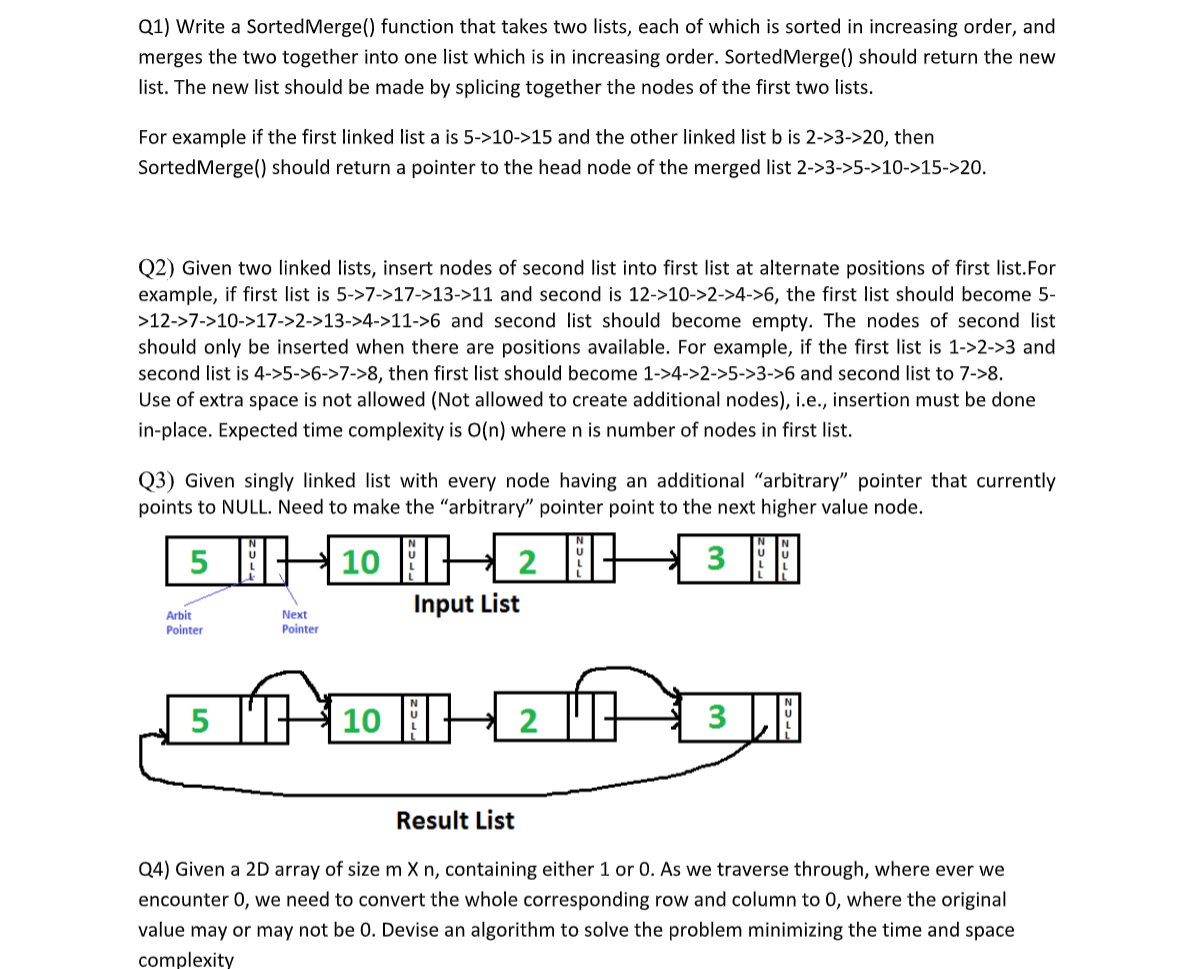 Q1) Write a SortedMerge() function that takes two lists, each of which is sorted in increasing order, and
merges the two together into one list which is in increasing order. SortedMerge() should return the new
list. The new list should be made by splicing together the nodes of the first two lists.
For example if the first linked list a is 5->10->15 and the other linked list b is 2->3->20, then
SortedMerge() should return a pointer to the head node of the merged list 2->3->5->10->15->20.
Q2) Given two linked lists, insert nodes of second list into first list at alternate positions of first list.For
example, if first list is 5->7->17->13->11 and second is 12->10->2->4->6, the first list should become 5-
>12->7->10->17->2->13->4->11->6 and second list should become empty. The nodes of second list
should only be inserted when there are positions available. For example, if the first list is 1->2->3 and
second list is 4->5->6->7->8, then first list should become 1->4->2->5->3->6 and second list to 7->8.
Use of extra space is not allowed (Not allowed to create additional nodes), i.e., insertion must be done
in-place. Expected time complexity is O(n) where n is number of nodes in first list.
Q3) Given singly linked list with every node having an additional “arbitrary” pointer that currently
points to NULL. Need to make the “arbitrary” pointer point to the next higher value node.
5 NULL 10 NULL 2 NULL 3 NULL NULL
Input List
Arbit Next
Pointer Pointer
5 10 NULL 2 3 NULL
Result List
Q4) Given a 2D array of size m X n, containing either 1 or 0. As we traverse through, where ever we
encounter 0, we need to convert the whole corresponding row and column to 0, where the original
value may or may not be 0. Devise an algorithm to solve the problem minimizing the time and space
complexity